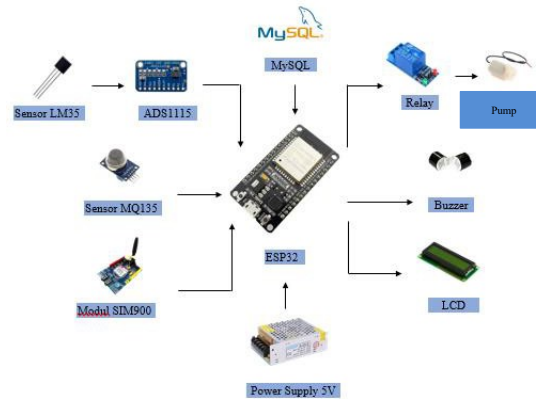 MySQL
MySQL
Sensor LM35
ADS1115
Relay
Pump
Sensor MQ135
Buzzer
ESP32
Modul SIM900
LCD
Power Supply 5V